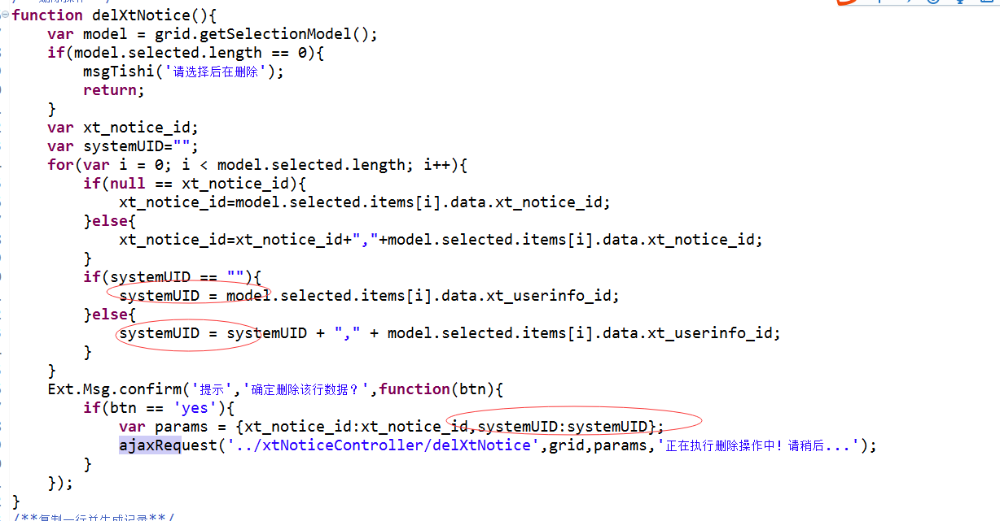 function delXtNotice(){
var model = grid.getSelectionModel();
if(model.selected.length == 0){
msgTishi('请选择后在删除');
return;
}
var xt_notice_id;
var systemUID="";
for(var i = 0; i < model.selected.length; i++){
if(null == xt_notice_id){
xt_notice_id=model.selected.items[i].data.xt_notice_id;
}else{
xt_notice_id=xt_notice_id+","+model.selected.items[i].data.xt_notice_id;
}
if(systemUID == ""){
systemUID = model.selected.items[i].data.xt_userinfo_id;
}else{
systemUID = systemUID + "," + model.selected.items[i].data.xt_userinfo_id;
}
}
Ext.Msg.confirm('提示','确定删除该行数据？',function(btn){
if(btn == 'yes'){
var params = {xt_notice_id:xt_notice_id,systemUID:systemUID};
ajaxRequest('../xtNoticeController/delXtNotice',grid,params,'正在执行删除操作中！请稍后...');
}
});
}
/**复制一行并生成记录**/